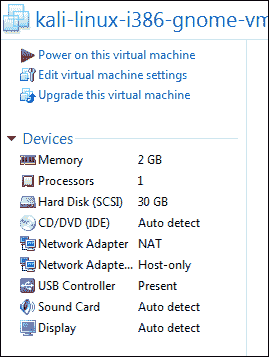 kali-linux-i386-gnome-vm
Power on this virtual machine
Edit virtual machine settings
Upgrade this virtual machine
Devices
Memory 2 GB
Processors 1
Hard Disk (SCSI) 30 GB
CD/DVD (IDE) Auto detect
Network Adapter NAT
Network Adapte... Host-only
USB Controller Present
Sound Card Auto detect
Display Auto detect